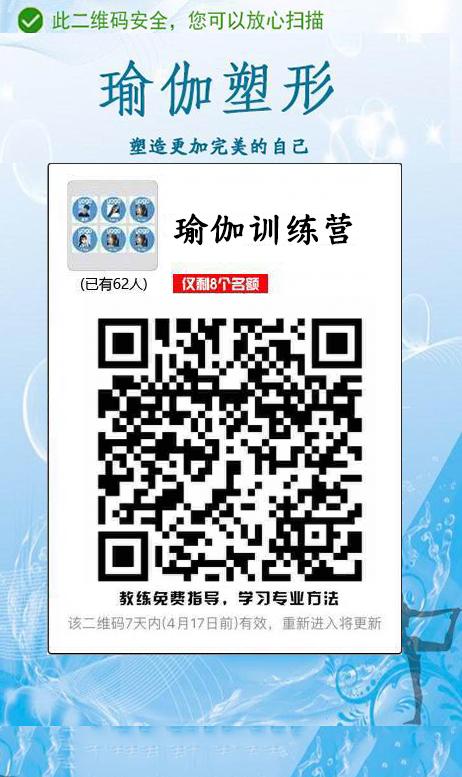 此二维码安全，您可以放心扫描
瑜伽塑形
塑造更加完美的自己
瑜伽训练营
(已有62人)
仅剩8个名额
教练免费指导，学习专业方法
该二维码7天内(4月17日前)有效，重新进入将更新